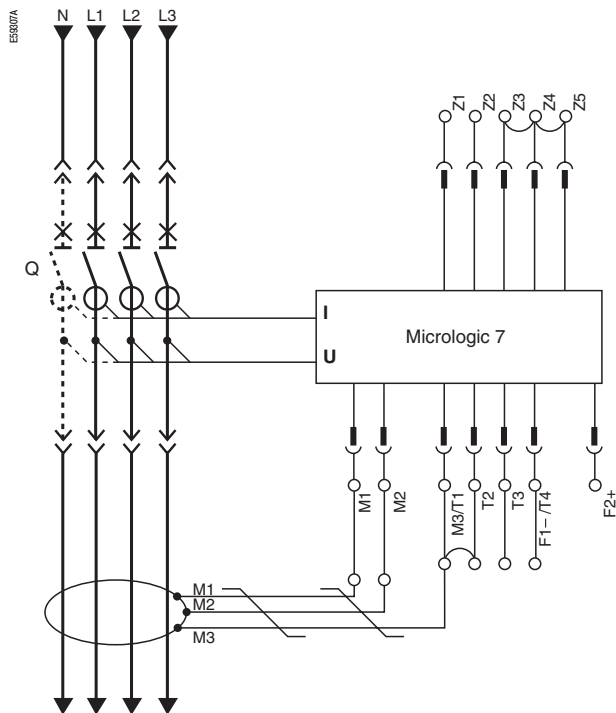 E59307A
N L1 L2 L3
Z1 Z2 Z3 Z4 Z5
Q
I
Micrologic 7
U
M1 M2 M3/T1 T2 T3 F1– /T4 F2+
M1
M2
M3